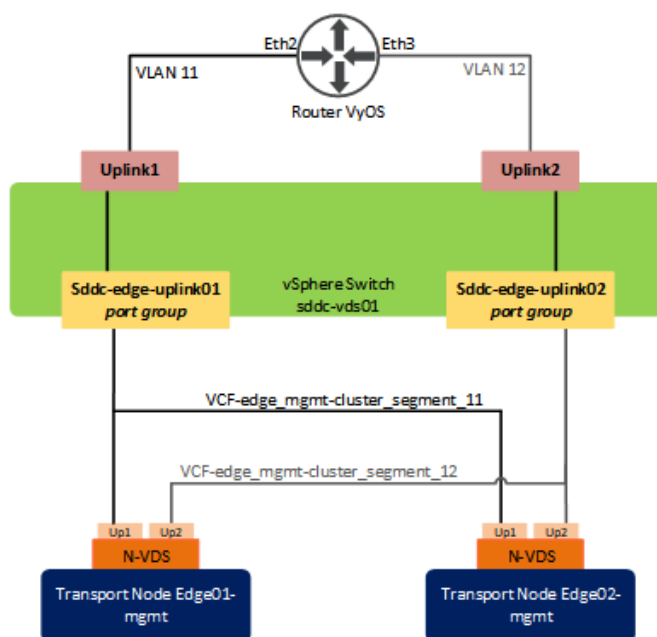 Eth2
Eth3
VLAN 11
VLAN 12
Router VyOS
Uplink1
Uplink2
Sddc-edge-uplink01
port group
vSphere Switch
sddc-vds01
Sddc-edge-uplink02
port group
VCF-edge_mgmt-cluster_segment_11
VCF-edge_mgmt-cluster_segment_12
Up1
Up2
Up1
Up2
N-VDS
N-VDS
Transport Node Edge01-
mgmt
Transport Node Edge02-
mgmt